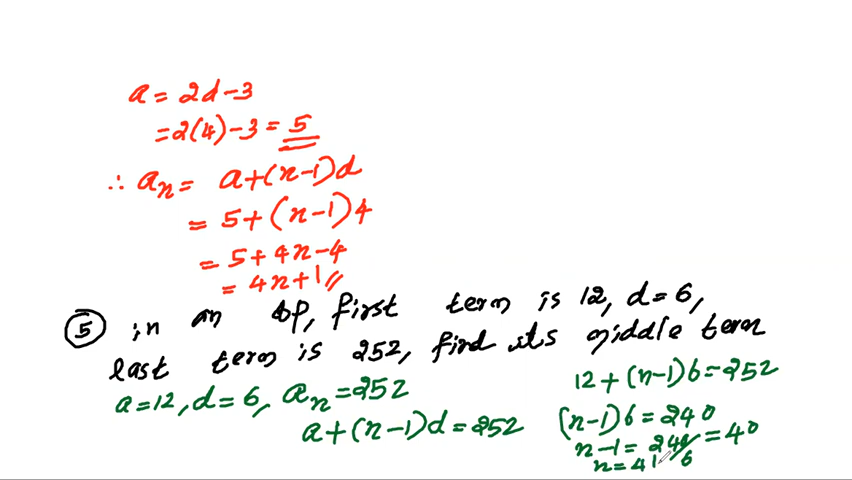 a = 2d-3
= 2(4)-3 = 5
∴ an = a+(n-1)d
= 5+(n-1)4
= 5+4n-4
= 4n+1//
5 in an AP, first term is 12, d=6,
last term is 252, find its middle term
a=12, d=6, an=252
a+(n-1)d=252
12+(n-1)6=252
(n-1)6=240
n-1 = 240/6 = 40
n=41